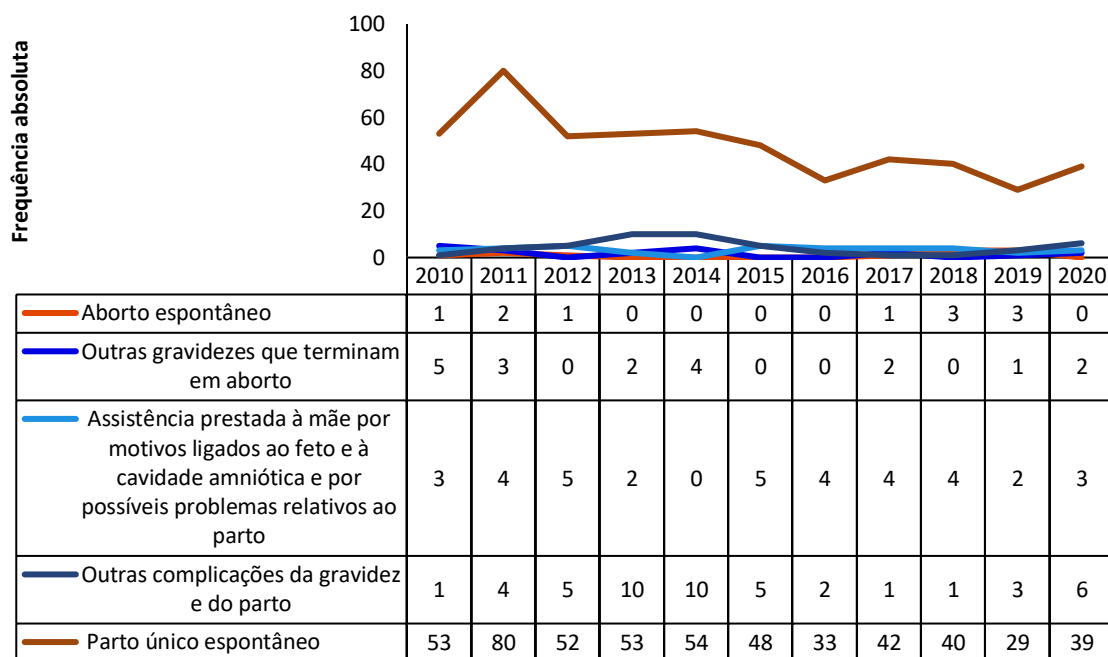 Frequência absoluta
100
80
60
40
20
0
2010 2011 2012 2013 2014 2015 2016 2017 2018 2019 2020
Aborto espontâneo 1 2 1 0 0 0 0 1 3 3 0
Outras gravidezes que terminam
em aborto 5 3 0 2 4 0 0 2 0 1 2
Assistência prestada à mãe por
motivos ligados ao feto e à
cavidade amniótica e por 3 4 5 2 0 5 4 4 4 2 3
possíveis problemas relativos ao
parto
Outras complicações da gravidez
e do parto 1 4 5 10 10 5 2 1 1 3 6
Parto único espontâneo 53 80 52 53 54 48 33 42 40 29 39